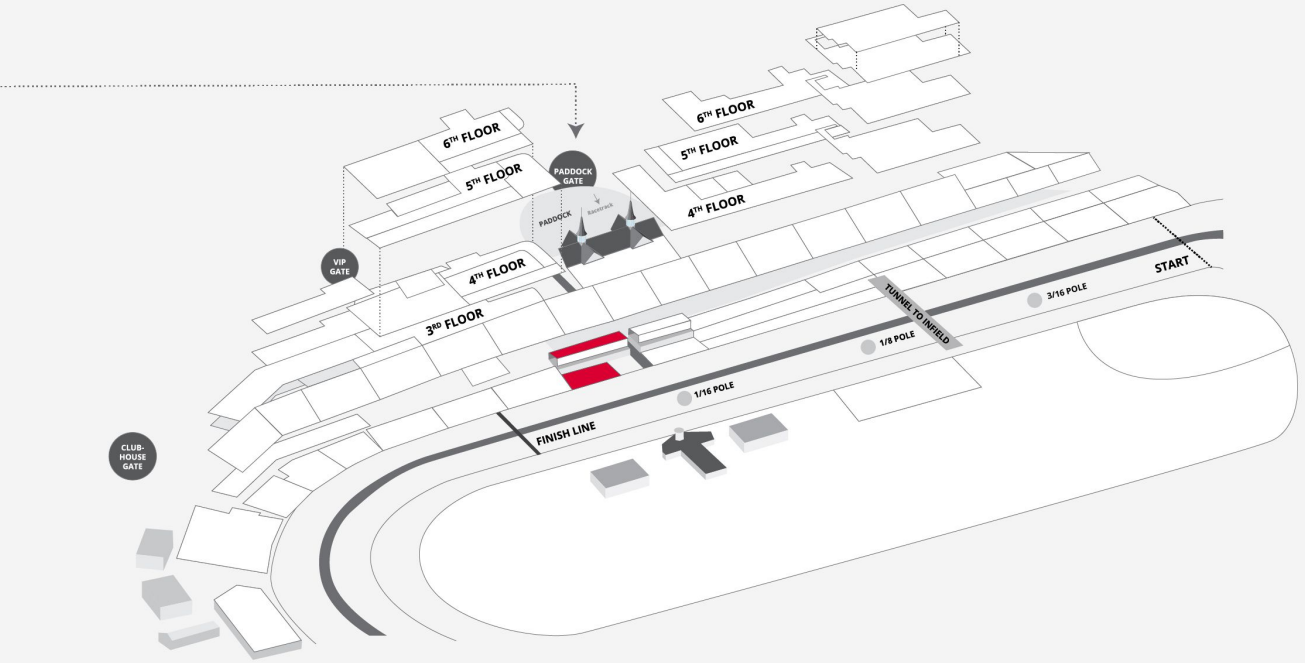 6TH FLOOR
5TH FLOOR
4TH FLOOR
3RD FLOOR
6TH FLOOR
5TH FLOOR
4TH FLOOR
PADDOCK
GATE
PADDOCK
Racetrack
VIP
GATE
CLUB-
HOUSE
GATE
START
3/16 POLE
TUNNEL TO INFIELD
1/8 POLE
1/16 POLE
FINISH LINE